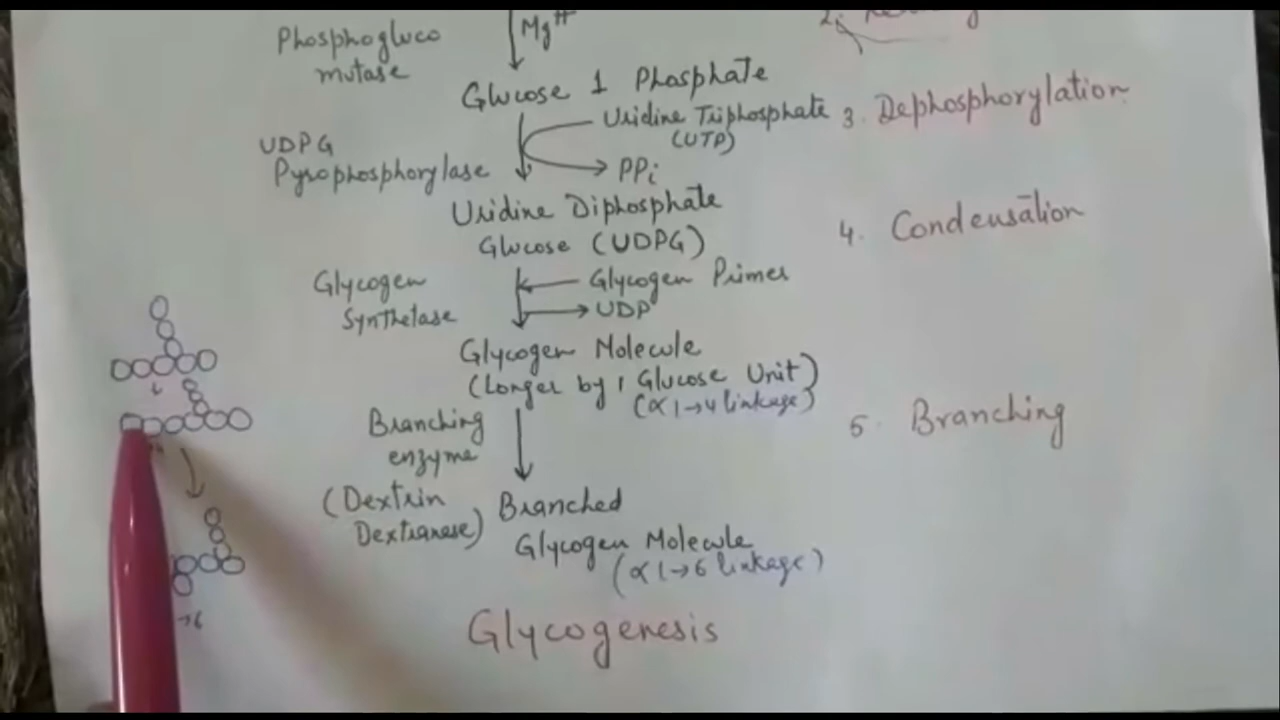 Phosphogluco
mutase
Mg++
2.
Glucose 1 Phosphate
Uridine Triphosphate
(UTP)
3. Dephosphorylation
UDPG
Pyrophosphorylase
PPi
Uridine Diphosphate
Glucose (UDPG)
4. Condensation
Glycogen
Synthetase
Glycogen Primer
UDP
Glycogen Molecule
(Longer by 1 Glucose Unit)
(α 1→4 linkage)
Branching
enzyme
5. Branching
(Dextrin
Dextranase)
Branched
Glycogen Molecule
(α 1→6 linkage)
→6
Glycogenesis